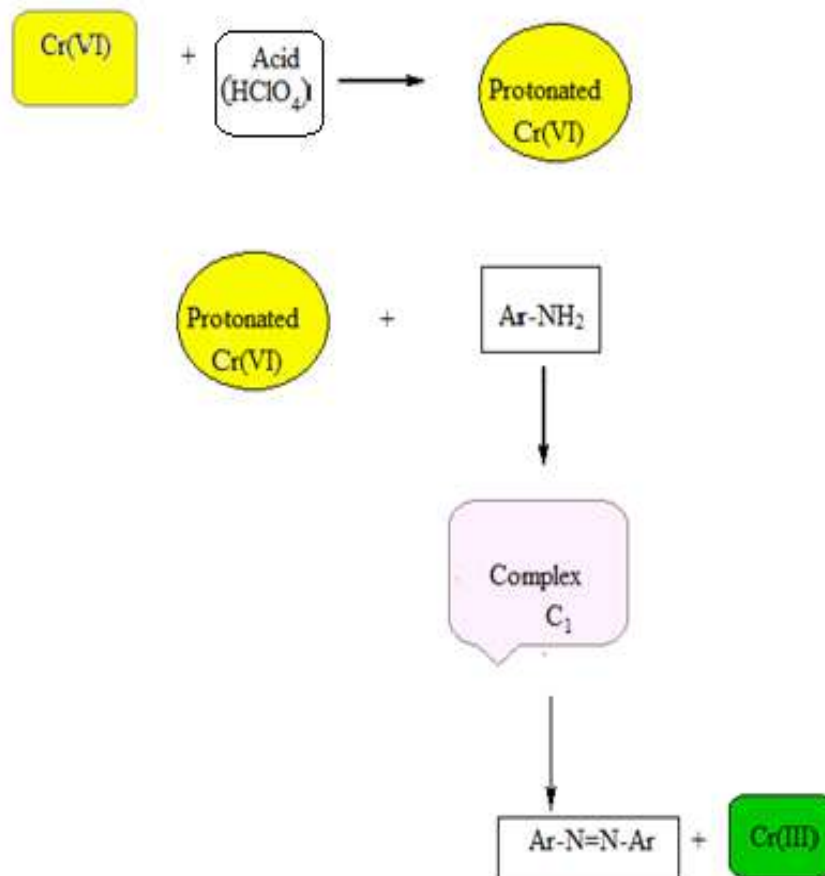 Cr(VI)
+
Acid
(HClO₄)
Protonated
Cr(VI)
Protonated
Cr(VI)
+
Ar-NH₂
Complex
C₁
Ar-N=N-Ar
+
Cr(III)